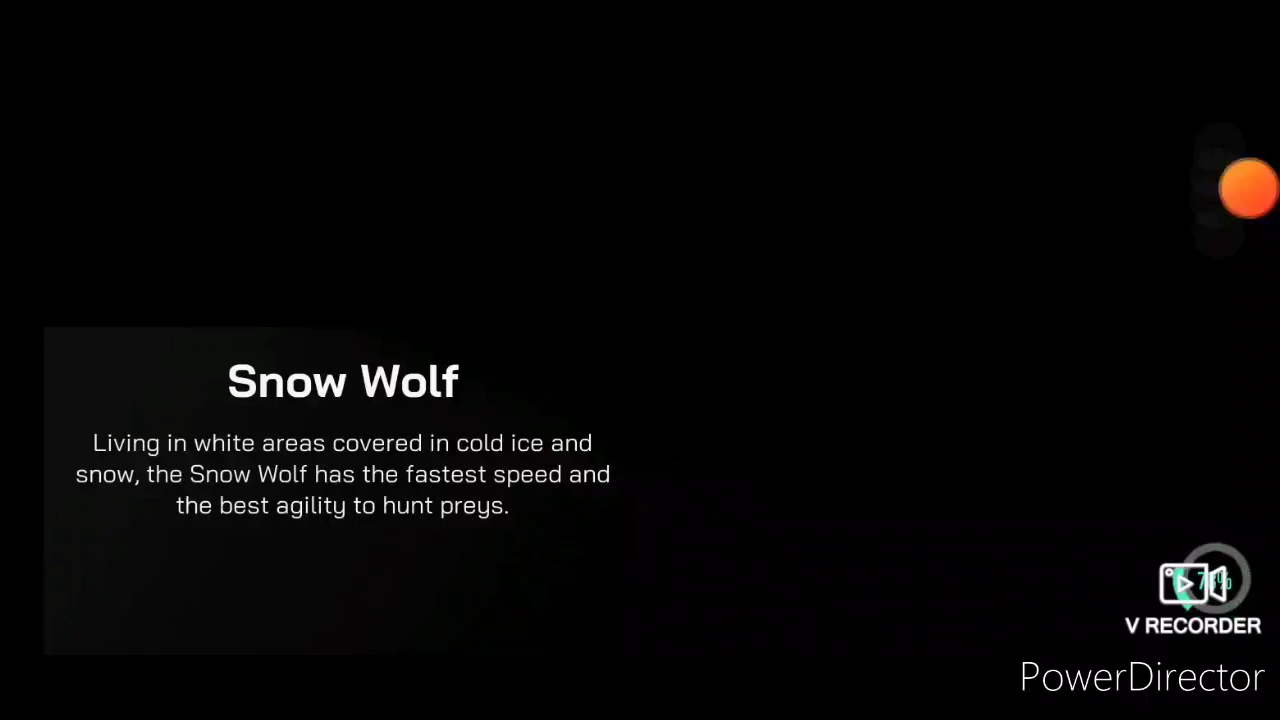 Snow Wolf
Living in white areas covered in cold ice and
snow, the Snow Wolf has the fastest speed and
the best agility to hunt preys.
V RECORDER
PowerDirector